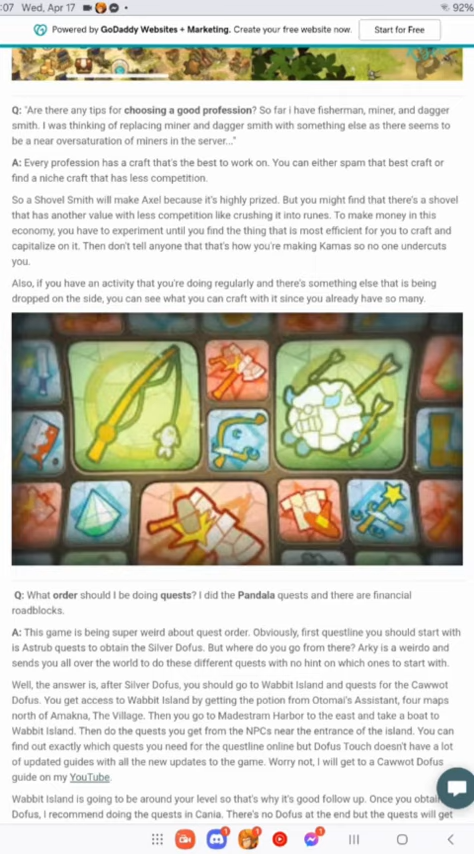 :07 Wed, Apr 17
92%
Powered by GoDaddy Websites + Marketing. Create your free website now.
Start for Free
Q: "Are there any tips for choosing a good profession? So far i have fisherman, miner, and dagger
smith. I was thinking of replacing miner and dagger smith with something else as there seems to
be a near oversaturation of miners in the server..."
A: Every profession has a craft that's the best to work on. You can either spam that best craft or
find a niche craft that has less competition.
So a Shovel Smith will make Axel because it's highly prized. But you might find that there's a shovel
that has another value with less competition like crushing it into runes. To make money in this
economy, you have to experiment until you find the thing that is most efficient for you to craft and
capitalize on it. Then don't tell anyone that that's how you're making Kamas so no one undercuts
you.
Also, if you have an activity that you're doing regularly and there's something else that is being
dropped on the side, you can see what you can craft with it since you already have so many.
Q: What order should I be doing quests? I did the Pandala quests and there are financial
roadblocks.
A: This game is being super weird about quest order. Obviously, first questline you should start with
is Astrub quests to obtain the Silver Dofus. But where do you go from there? Arky is a weirdo and
sends you all over the world to do these different quests with no hint on which ones to start with.
Well, the answer is, after Silver Dofus, you should go to Wabbit Island and quests for the Cawwot
Dofus. You get access to Wabbit Island by getting the potion from Otomai's Assistant, four maps
north of Amakna, The Village. Then you go to Madestram Harbor to the east and take a boat to
Wabbit Island. Then do the quests you get from the NPCs near the entrance of the island. You can
find out exactly which quests you need for the questline online but Dofus Touch doesn't have a lot
of updated guides with all the new updates to the game. Worry not, I will get to a Cawwot Dofus
guide on my YouTube.
Wabbit Island is going to be around your level so that's why it's good follow up. Once you obtain
Dofus, I recommend doing the quests in Cania. There's no Dofus at the end but the quests will get